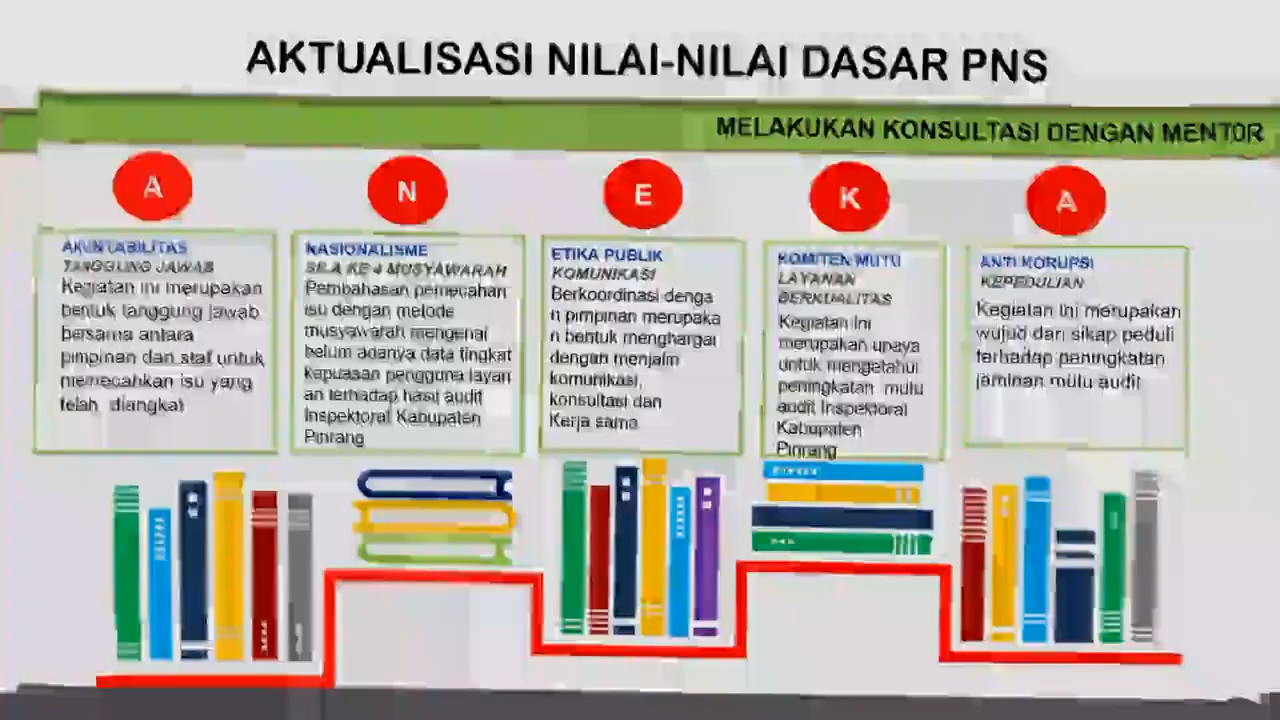 AKTUALISASI NILAI-NILAI DASAR PNS
MELAKUKAN KONSULTASI DENGAN MENTOR
A
N
E
K
A
AKUNTABILITAS
TANGGUNG JAWAB
Kegiatan ini merupakan
bentuk tanggung jawab
bersama antara
pimpinan dan staf untuk
memecahkan isu yang
telah diangkat
NASIONALISME
SILA KE 4 MUSYAWARAH
Pembahasan pemecahan
isu dengan metode
musyawarah mengenai
belum adanya data tingkat
kepuasan pengguna layan
an terhadap hasil audit
Inspektorat Kabupaten
Pinrang
ETIKA PUBLIK
KOMUNIKASI
Berkoordinasi denga
n pimpinan merupaka
n bentuk menghargai
dengan menjalin
komunikasi,
konsultasi dan
Kerja sama
KOMITEN MUTU
LAYANAN
BERKUALITAS
Kegiatan ini
merupakan upaya
untuk mengetahui
peningkatan mutu
audit Inspektorat
Kabupaten
Pinrang
ANTI KORUPSI
KEPEDULIAN
Kegiatan ini merupakan
wujud dari sikap peduli
terhadap peningkatan
jaminan mutu audit